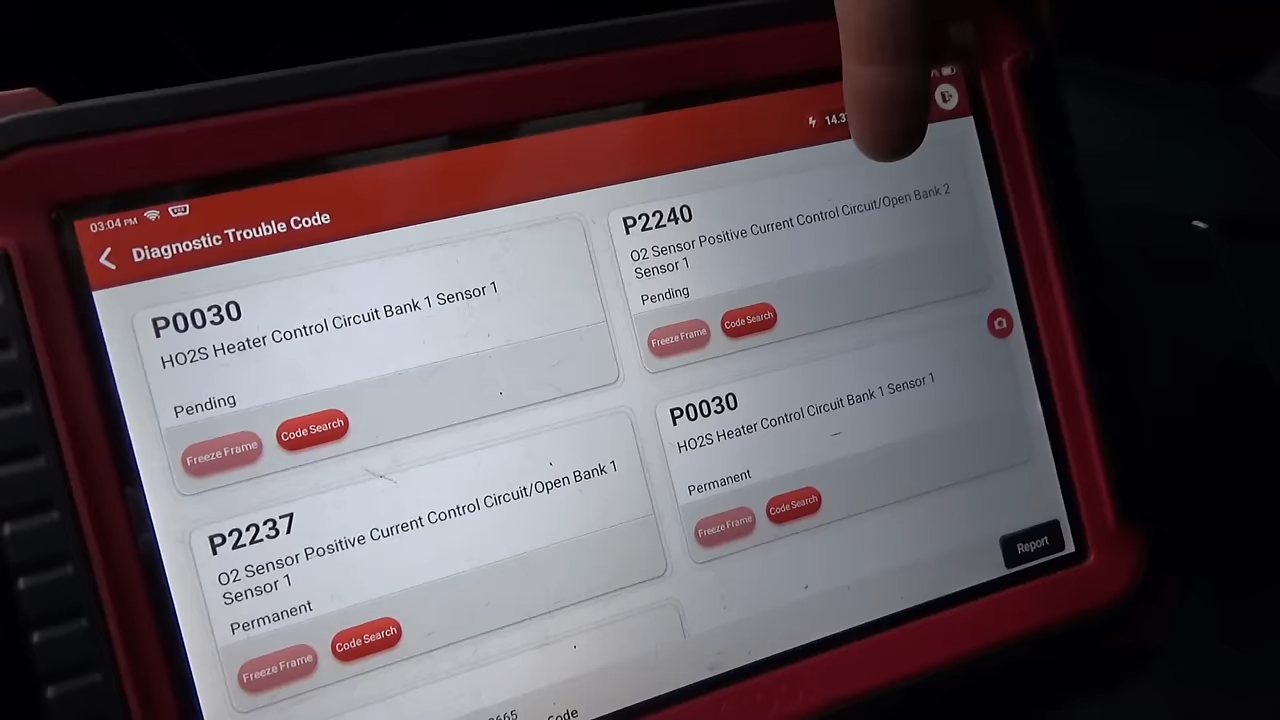 03:04 PM
14.3
Diagnostic Trouble Code
P0030
HO2S Heater Control Circuit Bank 1 Sensor 1
Pending
Freeze Frame
Code Search
P2240
O2 Sensor Positive Current Control Circuit/Open Bank 2
Sensor 1
Pending
Freeze Frame
Code Search
P2237
O2 Sensor Positive Current Control Circuit/Open Bank 1
Sensor 1
Permanent
Freeze Frame
Code Search
P0030
HO2S Heater Control Circuit Bank 1 Sensor 1
Permanent
Freeze Frame
Code Search
Report
Code